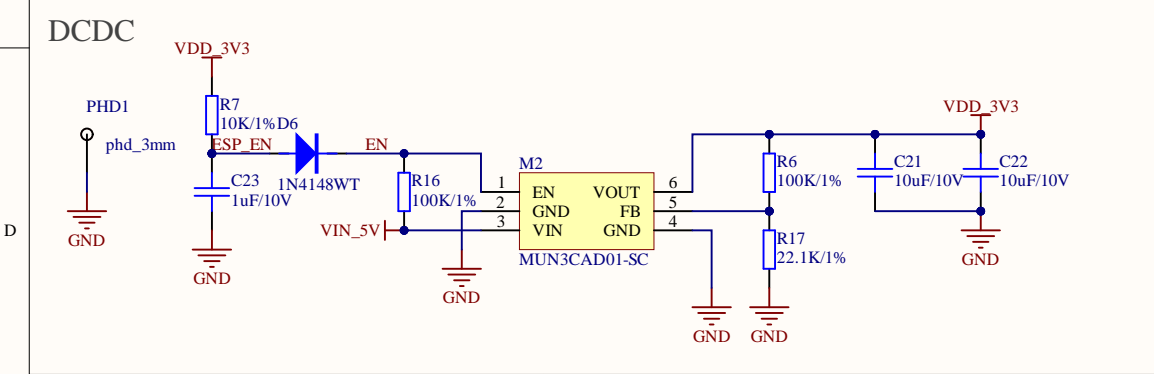 DCDC
VDD_3V3
PHD1
phd_3mm
R7
10K/1%
D6
ESP_EN
EN
1N4148WT
C23
1uF/10V
R16
100K/1%
VIN_5V
M2
1
2
3
EN
GND
VIN
VOUT
FB
GND
6
5
4
MUN3CAD01-SC
VDD_3V3
R6
100K/1%
C21
10uF/10V
C22
10uF/10V
R17
22.1K/1%
D
GND
GND
GND
GND
GND
GND